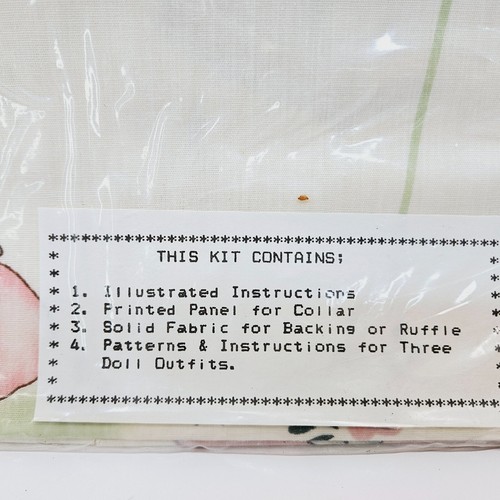 THIS KIT CONTAINS;
1. Illustrated Instructions
2. Printed Panel for Collar
3. Solid Fabric for Backing or Ruffle
4. Patterns & Instructions for Three
Doll Outfits.